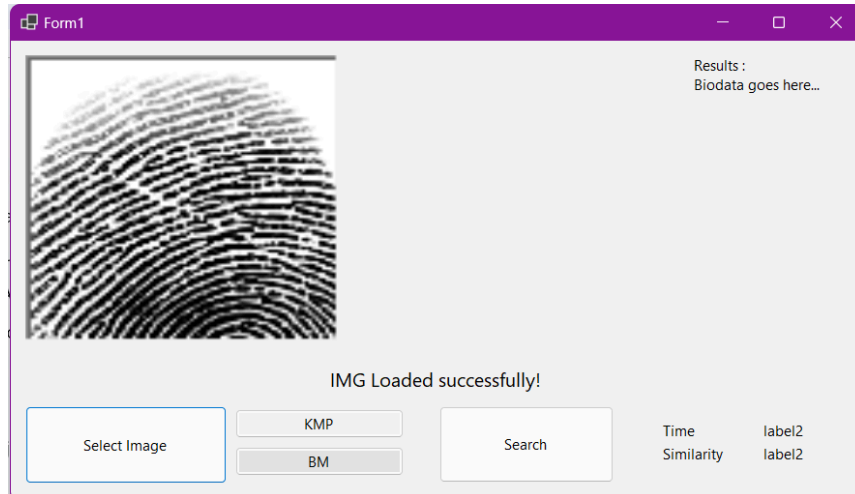 Form1
Results :
Biodata goes here...
IMG Loaded successfully!
Select Image
KMP
BM
Search
Time label2
Similarity label2